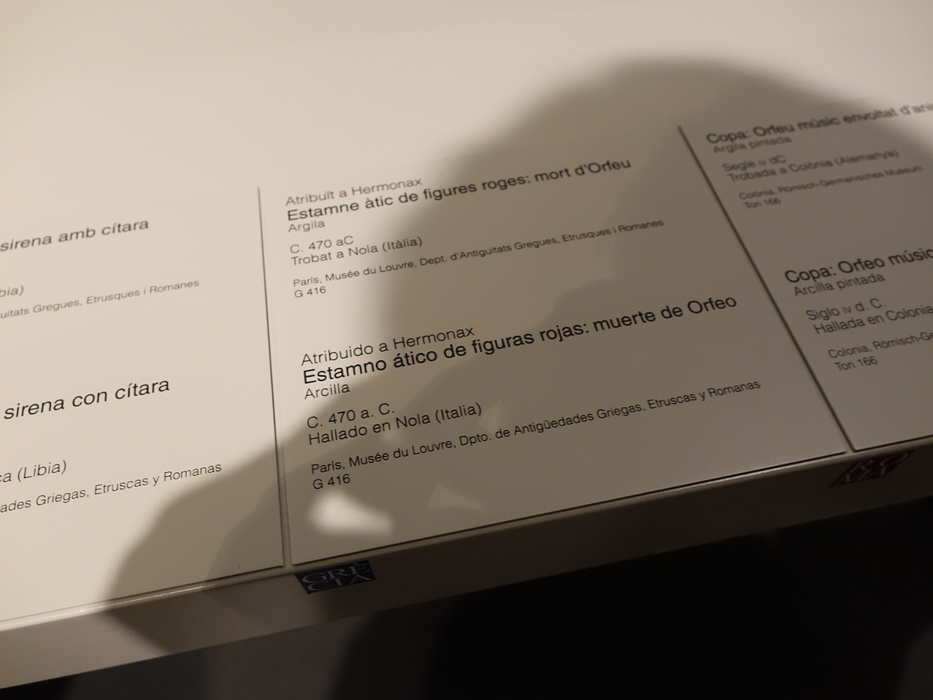 sirena amb cítara
bia)
uitats Gregues, Etrusques i Romanes
sirena con cítara
ca (Libia)
ades Griegas, Etruscas y Romanas
Atribuït a Hermonax
Estamne àtic de figures roges: mort d'Orfeu
Argila
C. 470 aC
Trobat a Nola (Itàlia)
París, Musée du Louvre, Dept. d'Antiguitats Gregues, Etrusques i Romanes
G 416
Atribuido a Hermonax
Estamno ático de figuras rojas: muerte de Orfeo
Arcilla
C. 470 a. C.
Hallado en Nola (Italia)
París, Musée du Louvre, Dpto. de Antigüedades Griegas, Etruscas y Romanas
G 416
Copa: Orfeu músic envoltat d'ani
Argila pintada
Segle IV dC
Trobada a Colònia (Alemanya)
Colònia, Römisch-Germanisches Museum
Ton 166
Copa: Orfeo músic
Arcilla pintada
Siglo IV d. C.
Hallada en Colonia
Colonia, Römisch-Ge
Ton 166
GRE
CIA